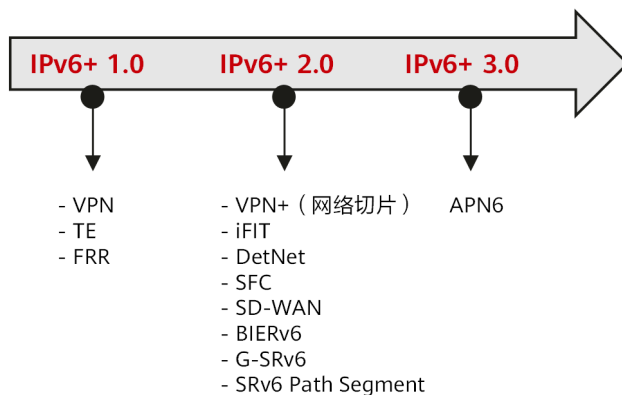 IPv6+ 1.0
IPv6+ 2.0
IPv6+ 3.0
- VPN
- TE
- FRR
- VPN+（网络切片）
- iFIT
- DetNet
- SFC
- SD-WAN
- BIERv6
- G-SRv6
- SRv6 Path Segment
APN6